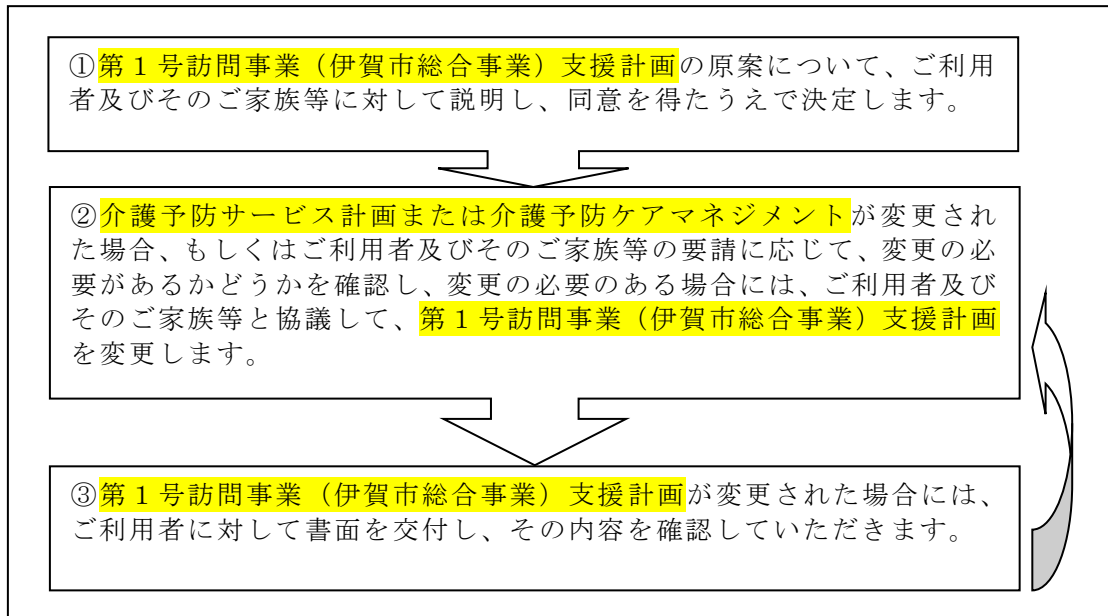 ①第１号訪問事業（伊賀市総合事業）支援計画の原案について、ご利用
者及びそのご家族等に対して説明し、同意を得たうえで決定します。
②介護予防サービス計画または介護予防ケアマネジメントが変更され
た場合、もしくはご利用者及びそのご家族等の要請に応じて、変更の必
要があるかどうかを確認し、変更の必要のある場合には、ご利用者及び
そのご家族等と協議して、第１号訪問事業（伊賀市総合事業）支援計画
を変更します。
③第１号訪問事業（伊賀市総合事業）支援計画が変更された場合には、
ご利用者に対して書面を交付し、その内容を確認していただきます。